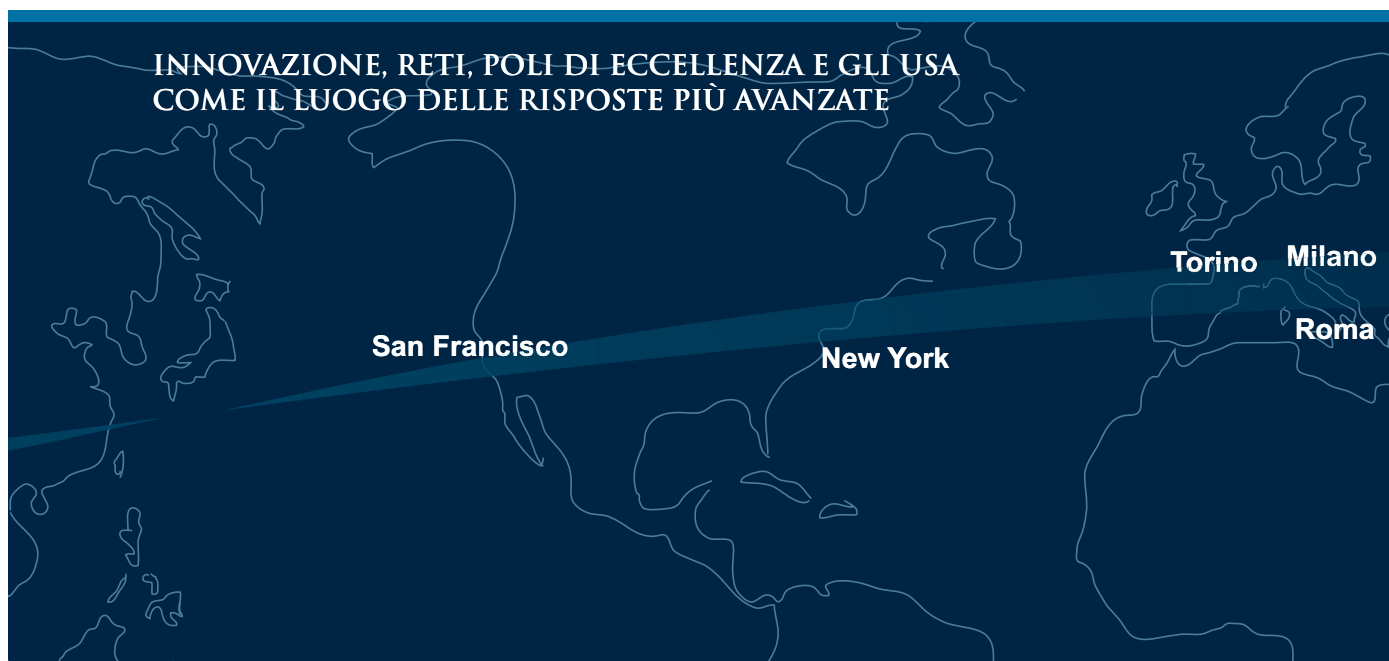 INNOVAZIONE, RETI, POLI DI ECCELLENZA E GLI USA
COME IL LUOGO DELLE RISPOSTE PIÙ AVANZATE
Torino
Milano
San Francisco
New York
Roma